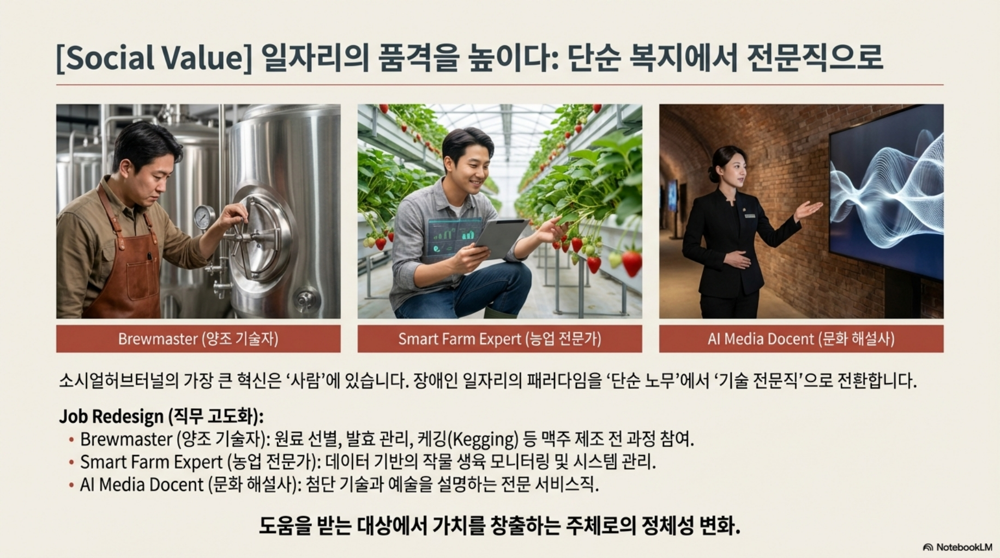 [Social Value] 일자리의 품격을 높이다: 단순 복지에서 전문직으로
Brewmaster (양조 기술자)
Smart Farm Expert (농업 전문가)
AI Media Docent (문화 해설사)
소시얼허브터널의 가장 큰 혁신은 ‘사람’에 있습니다. 장애인 일자리의 패러다임을 ‘단순 노무’에서 ‘기술 전문직’으로 전환합니다.
Job Redesign (직무 고도화):
• Brewmaster (양조 기술자): 원료 선별, 발효 관리, 케깅(Kegging) 등 맥주 제조 전 과정 참여.
• Smart Farm Expert (농업 전문가): 데이터 기반의 작물 생육 모니터링 및 시스템 관리.
• AI Media Docent (문화 해설사): 첨단 기술과 예술을 설명하는 전문 서비스직.
도움을 받는 대상에서 가치를 창출하는 주체로의 정체성 변화.
NotebookLM